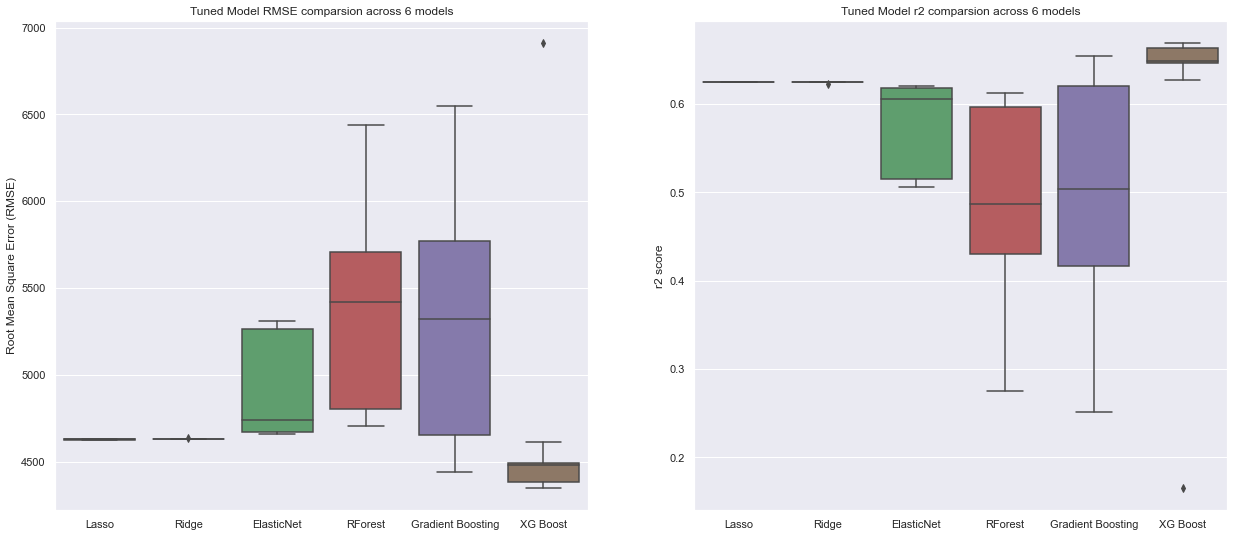 Tuned Model RMSE comparsion across 6 models
Root Mean Square Error (RMSE)
7000
6500
6000
5500
5000
4500
Lasso Ridge ElasticNet RForest Gradient Boosting XG Boost
Tuned Model r2 comparsion across 6 models
r2 score
0.6
0.5
0.4
0.3
0.2
Lasso Ridge ElasticNet RForest Gradient Boosting XG Boost